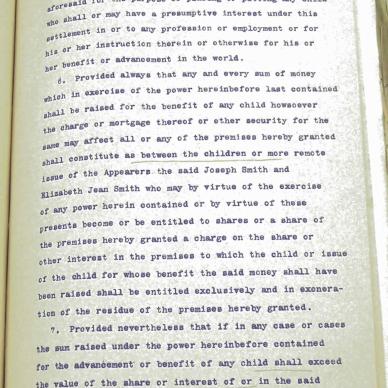 aforesaid for the purpose of
who shall or may have a presumptive interest under this
settlement in or to any profession or employment or for
his or her instruction therein or otherwise for his or
her benefit or advancement in the world.
6. Provided always that any and every sum of money
which in exercise of the power hereinbefore last contained
shall be raised for the benefit of any child howsoever
the charge or mortgage thereof or other security for the
same may affect all or any of the premises hereby granted
shall constitute as between the children or more remote
issue of the Appearers the said Joseph Smith and
Elizabeth Jean Smith who may by virtue of the exercise
of any power herein contained or by virtue of these
presents become or be entitled to shares or a share of
the premises hereby granted a charge on the share or
other interest in the premises to which the child or issue
of the child for whose benefit the said money shall have
been raised shall be entitled exclusively and in exonera-
tion of the residue of the premises hereby granted.
7. Provided nevertheless that if in any case or cases
the sum raised under the power hereinbefore contained
for the advancement or benefit of any child shall exceed
the value of the share or interest of or in the said